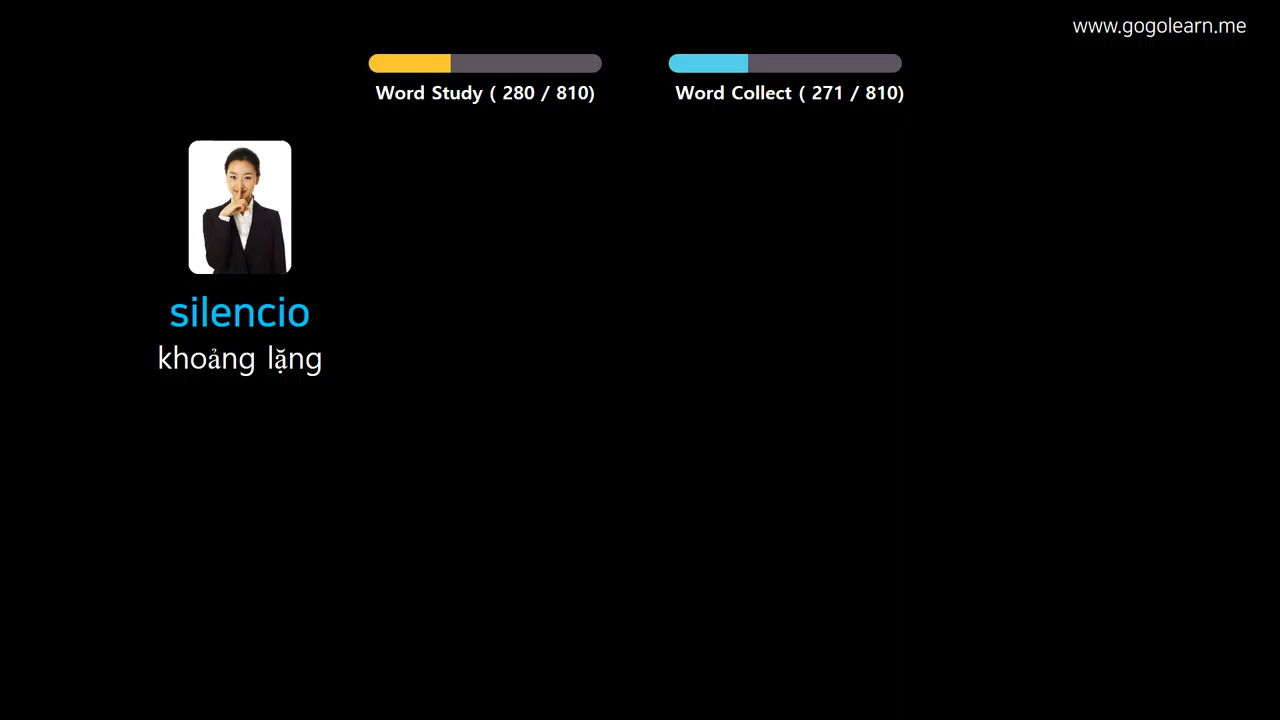 www.gogolearn.me
Word Study ( 280 / 810)
Word Collect ( 271 / 810)
silencio
khoảng lặng